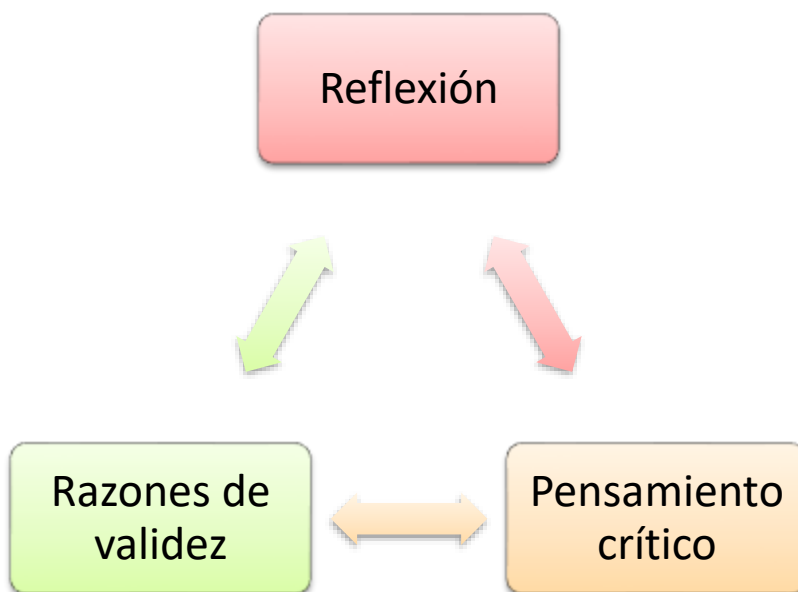 Reflexión
Razones de
validez
Pensamiento
crítico